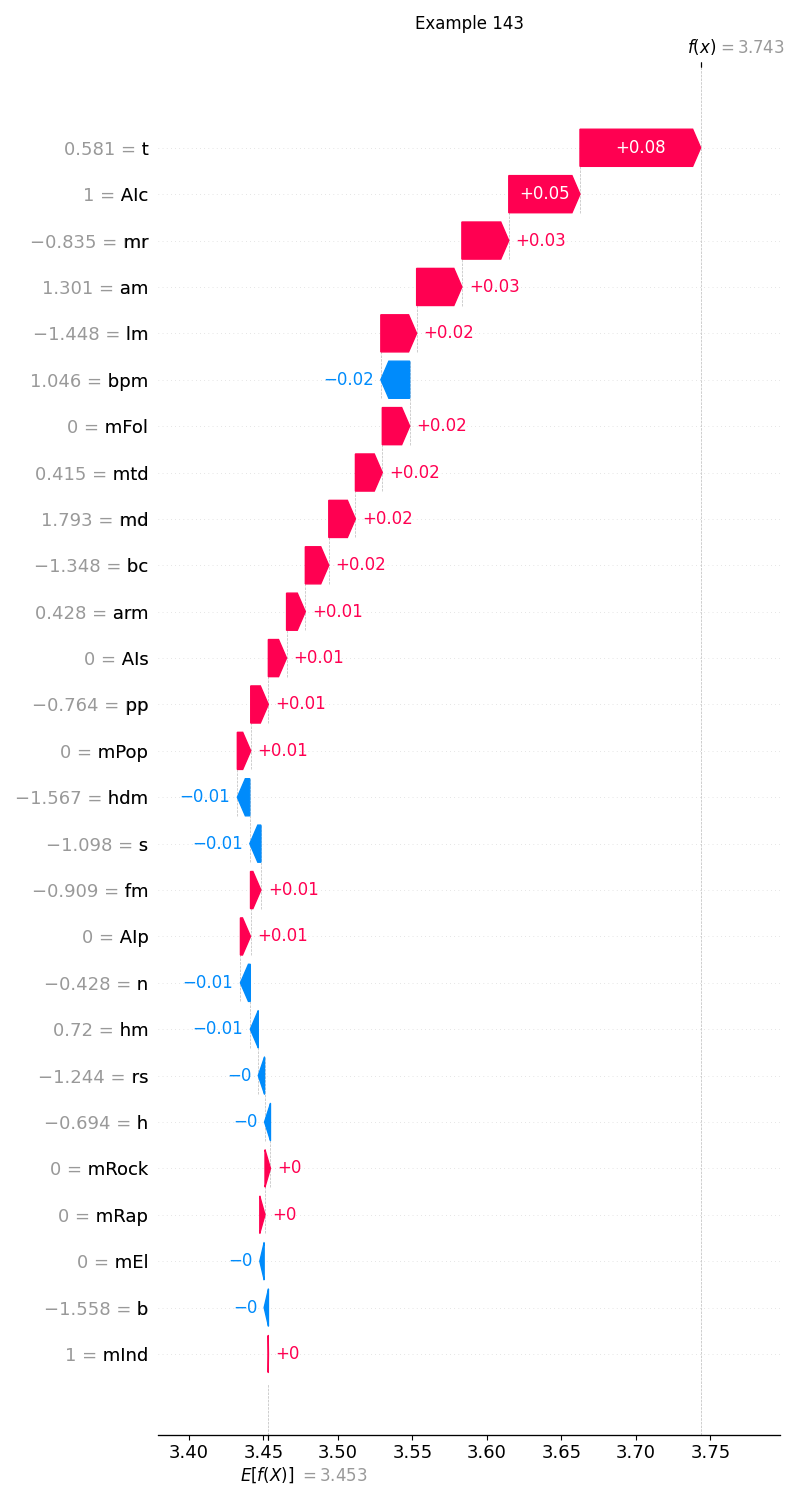 Example 143
f(x) = 3.743
0.581 = t +0.08
1 = AIc +0.05
−0.835 = mr +0.03
1.301 = am +0.03
−1.448 = lm +0.02
1.046 = bpm −0.02
0 = mFol +0.02
0.415 = mtd +0.02
1.793 = md +0.02
−1.348 = bc +0.02
0.428 = arm +0.01
0 = AIs +0.01
−0.764 = pp +0.01
0 = mPop +0.01
−1.567 = hdm −0.01
−1.098 = s −0.01
−0.909 = fm +0.01
0 = AIp +0.01
−0.428 = n −0.01
0.72 = hm −0.01
−1.244 = rs −0
−0.694 = h −0
0 = mRock +0
0 = mRap +0
0 = mEl −0
−1.558 = b −0
1 = mInd +0
3.40 3.45 3.50 3.55 3.60 3.65 3.70 3.75
E[f(X)] = 3.453